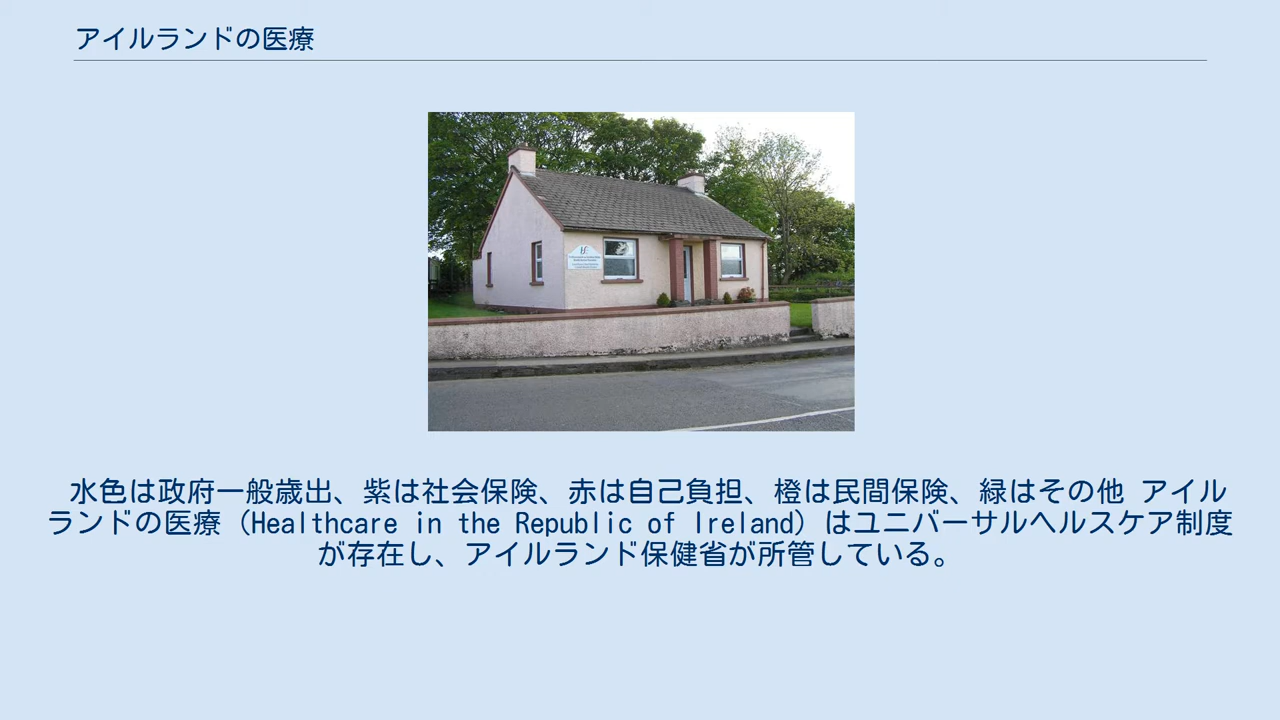 アイルランドの医療
水色は政府一般歳出、紫は社会保険、赤は自己負担、橙は民間保険、緑はその他 アイル
ランドの医療 (Healthcare in the Republic of Ireland) はユニバーサルヘルスケア制度
が存在し、アイルランド保健省が所管している。